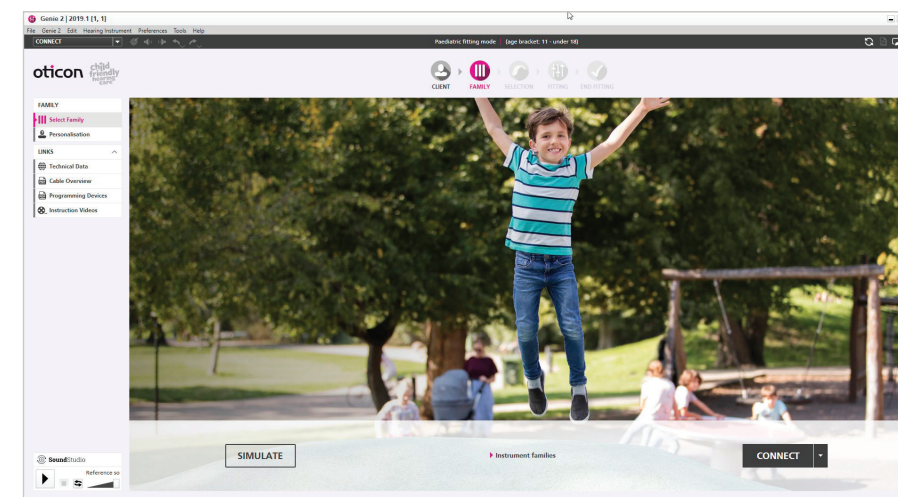 Genie 2 | 2019.1 [1, 1]
File Genie 2 Edit Hearing Instrument Preferences Tools Help
CONNECT
Paediatric fitting mode | (age bracket: 11 - under 18)
oticon child friendly hearing care
CLIENT FAMILY SELECTION FITTING END FITTING
FAMILY
Select Family
Personalisation
LINKS
Technical Data
Cable Overview
Programming Devices
Instruction Videos
SIMULATE
Instrument families
CONNECT
SoundStudio
Reference so